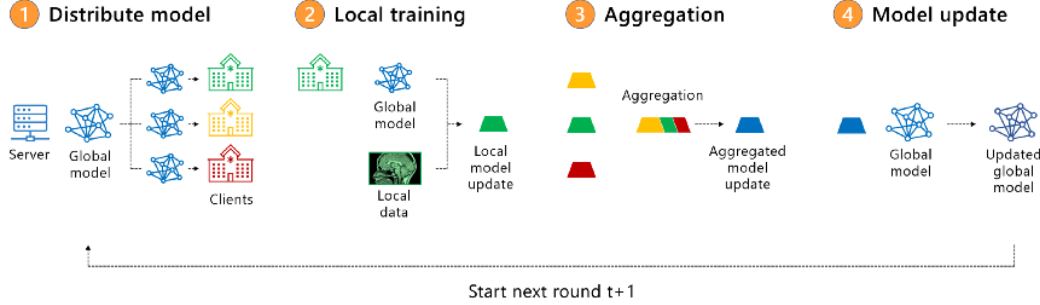 1 Distribute model
2 Local training
3 Aggregation
4 Model update
Server
Global
model
Clients
Global
model
Local
data
Local
model
update
Aggregation
Aggregated
model
update
Global
model
Updated
global
model
Start next round t+1